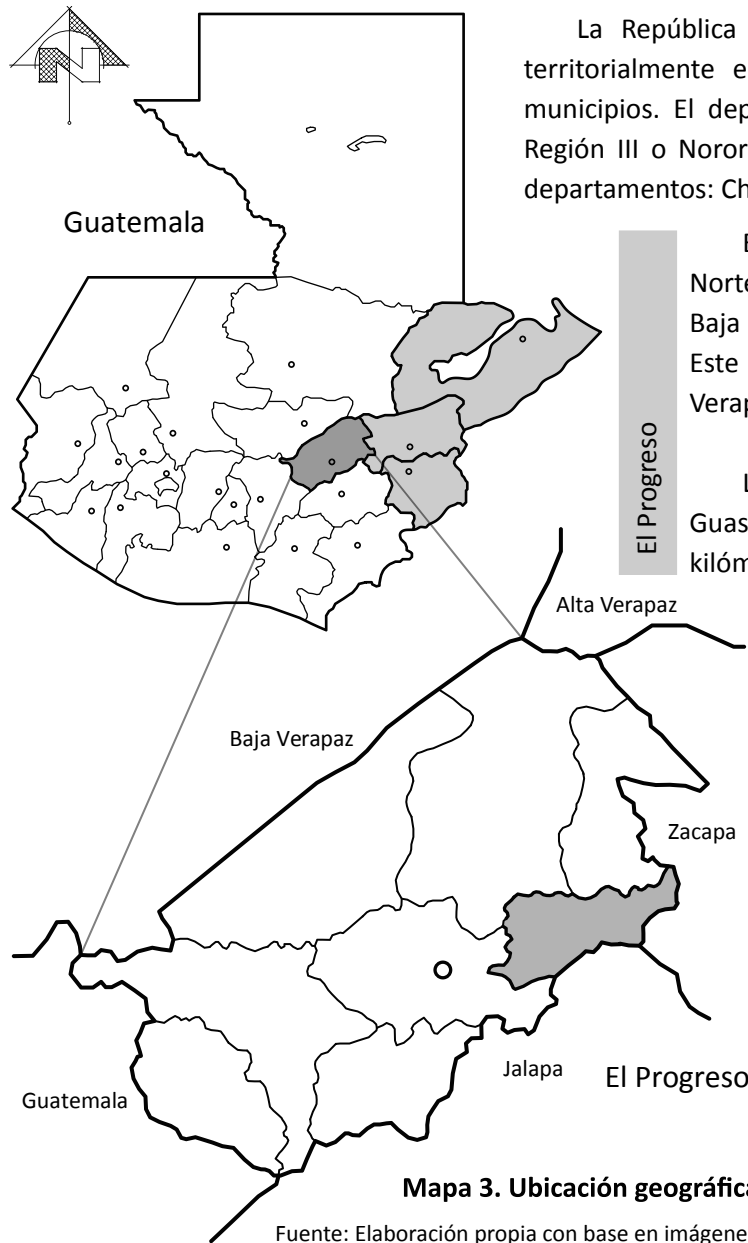 La República
territorialmente e
municipios. El dep
Región III o Noror
departamentos: Ch
Guatemala
E
Norte
Baja
Este
Verap
El Progreso
L
Guas
kilóm
Alta Verapaz
Baja Verapaz
Zacapa
Jalapa
El Progreso
Guatemala
Mapa 3. Ubicación geográfica
Fuente: Elaboración propia con base en imágene